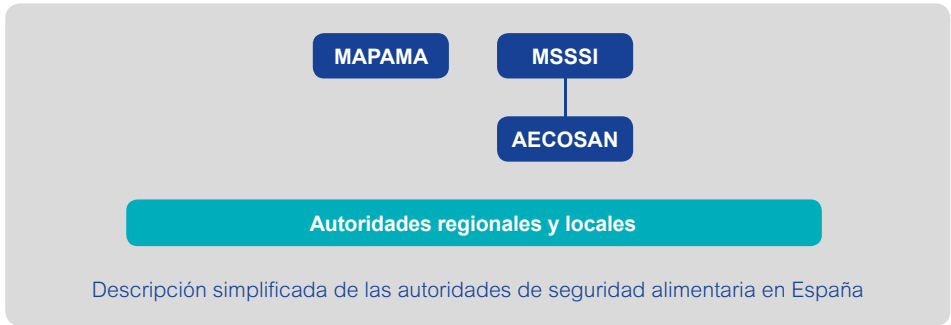 MAPAMA MSSSI
AECOSAN
Autoridades regionales y locales
Descripción simplificada de las autoridades de seguridad alimentaria en España